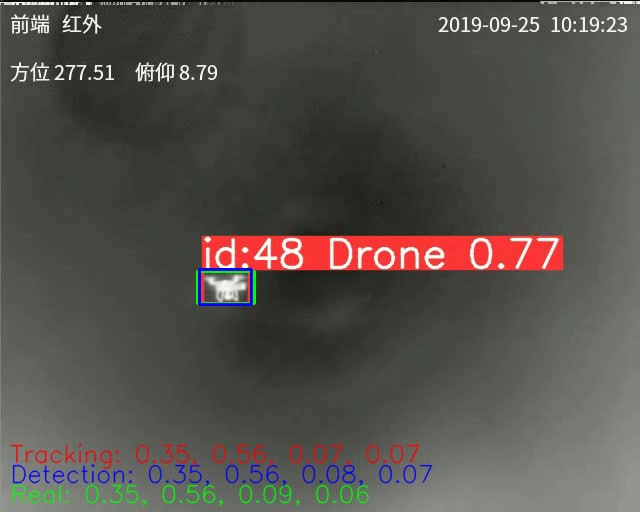 前端 红外 2019-09-25 10:19:23
方位 277.51 俯仰 8.79
id:48 Drone 0.77
Tracking: 0.35, 0.56, 0.07, 0.07
Detection: 0.35, 0.56, 0.08, 0.07
Real: 0.35, 0.56, 0.09, 0.06